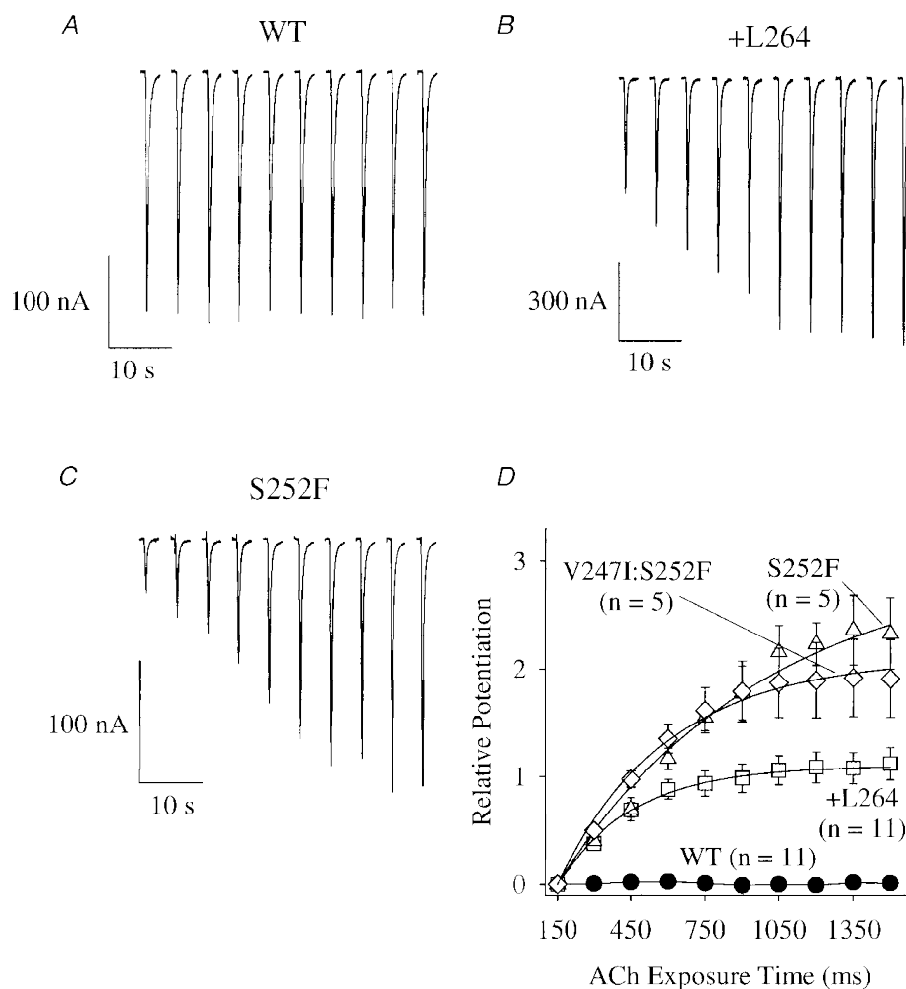 A
WT
100 nA
10 s
B
+L264
300 nA
10 s
C
S252F
100 nA
10 s
D
Relative Potentiation
3
2
1
0
V247I:S252F
(n = 5)
S252F
(n = 5)
+L264
(n = 11)
WT (n = 11)
150 450 750 1050 1350
ACh Exposure Time (ms)